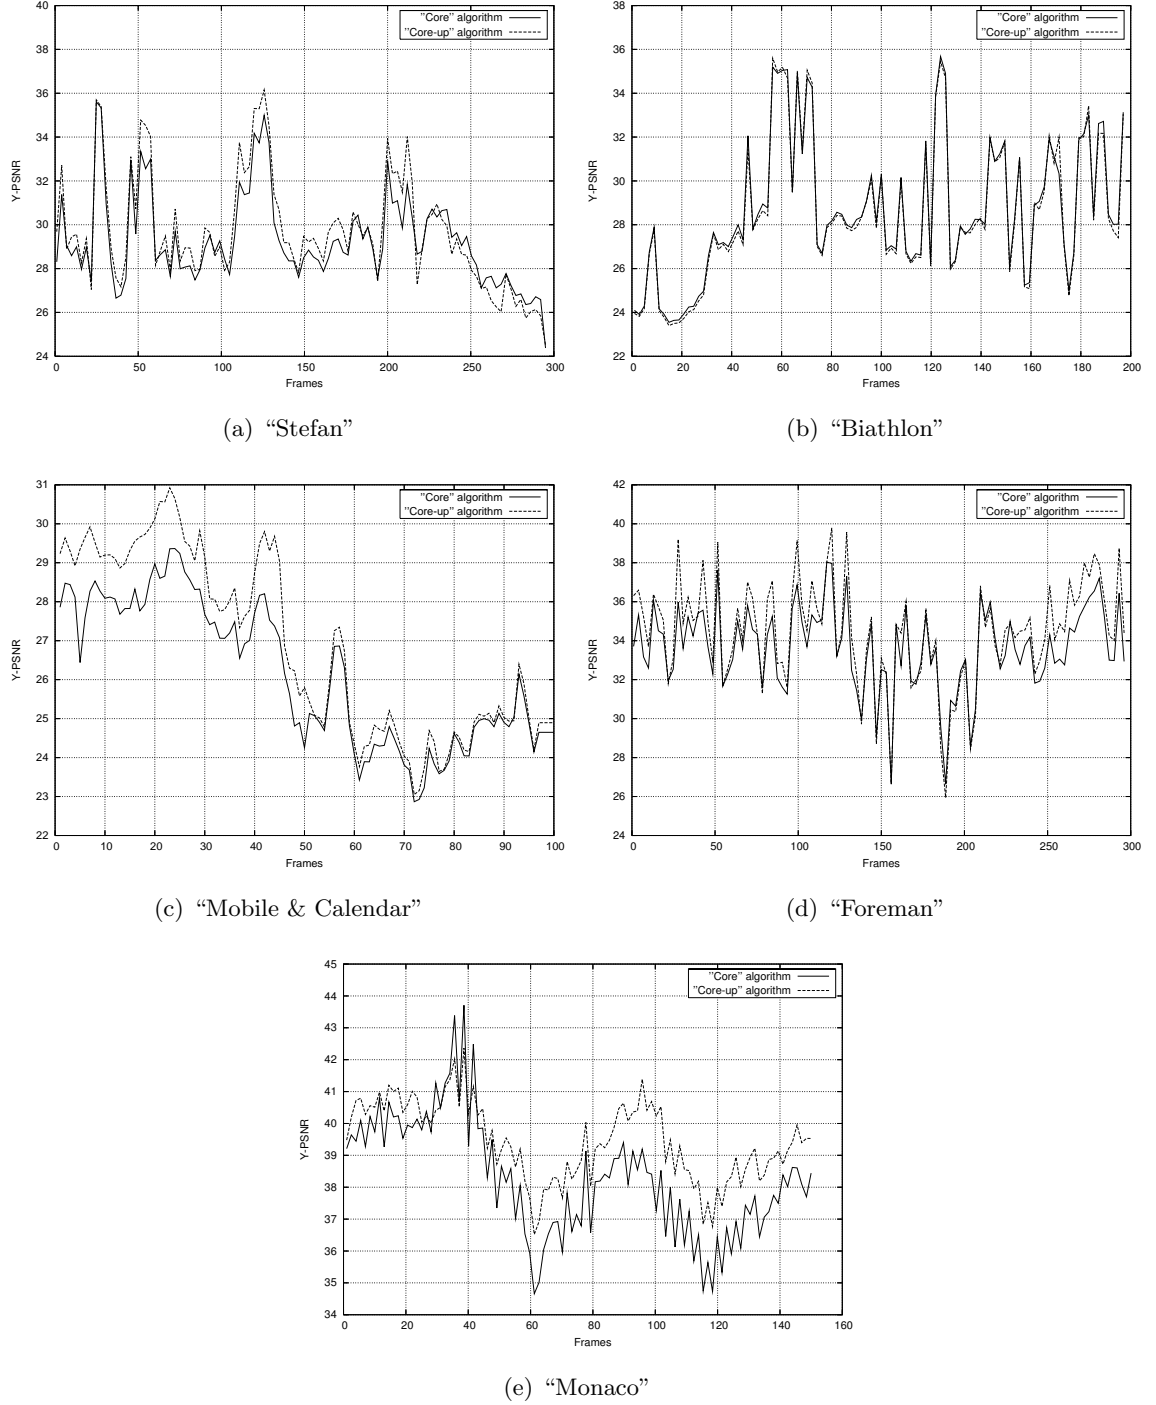 40
38
36
34
32
30
28
26
24
Y-PSNR
"Core" algorithm
"Core-up" algorithm
0 50 100 150 200 250 300
Frames
(a) “Stefan”
38
36
34
32
30
28
26
24
22
Y-PSNR
"Core" algorithm
"Core-up" algorithm
0 20 40 60 80 100 120 140 160 180 200
Frames
(b) “Biathlon”
31
30
29
28
27
26
25
24
23
22
Y-PSNR
"Core" algorithm
"Core-up" algorithm
0 10 20 30 40 50 60 70 80 90 100
Frames
(c) “Mobile & Calendar”
42
40
38
36
34
32
30
28
26
24
Y-PSNR
"Core" algorithm
"Core-up" algorithm
0 50 100 150 200 250 300
Frames
(d) “Foreman”
45
44
43
42
41
40
39
38
37
36
35
34
Y-PSNR
"Core" algorithm
"Core-up" algorithm
0 20 40 60 80 100 120 140 160
Frames
(e) “Monaco”